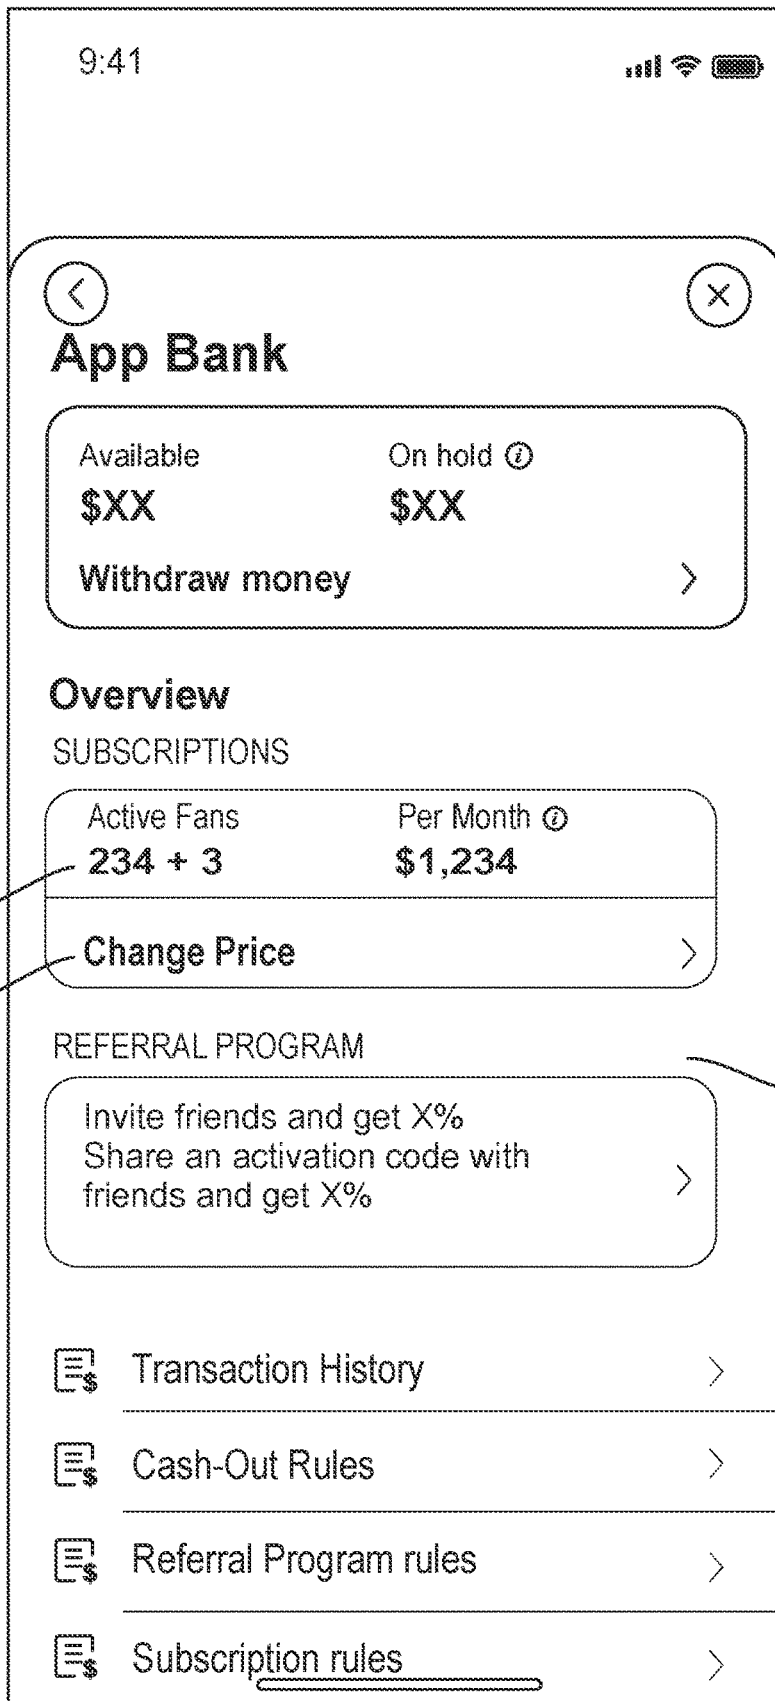 9:41
App Bank
Available On hold
$XX $XX
Withdraw money
Overview
SUBSCRIPTIONS
Active Fans Per Month
234 + 3 $1,234
Change Price
REFERRAL PROGRAM
Invite friends and get X%
Share an activation code with
friends and get X%
Transaction History
Cash-Out Rules
Referral Program rules
Subscription rules